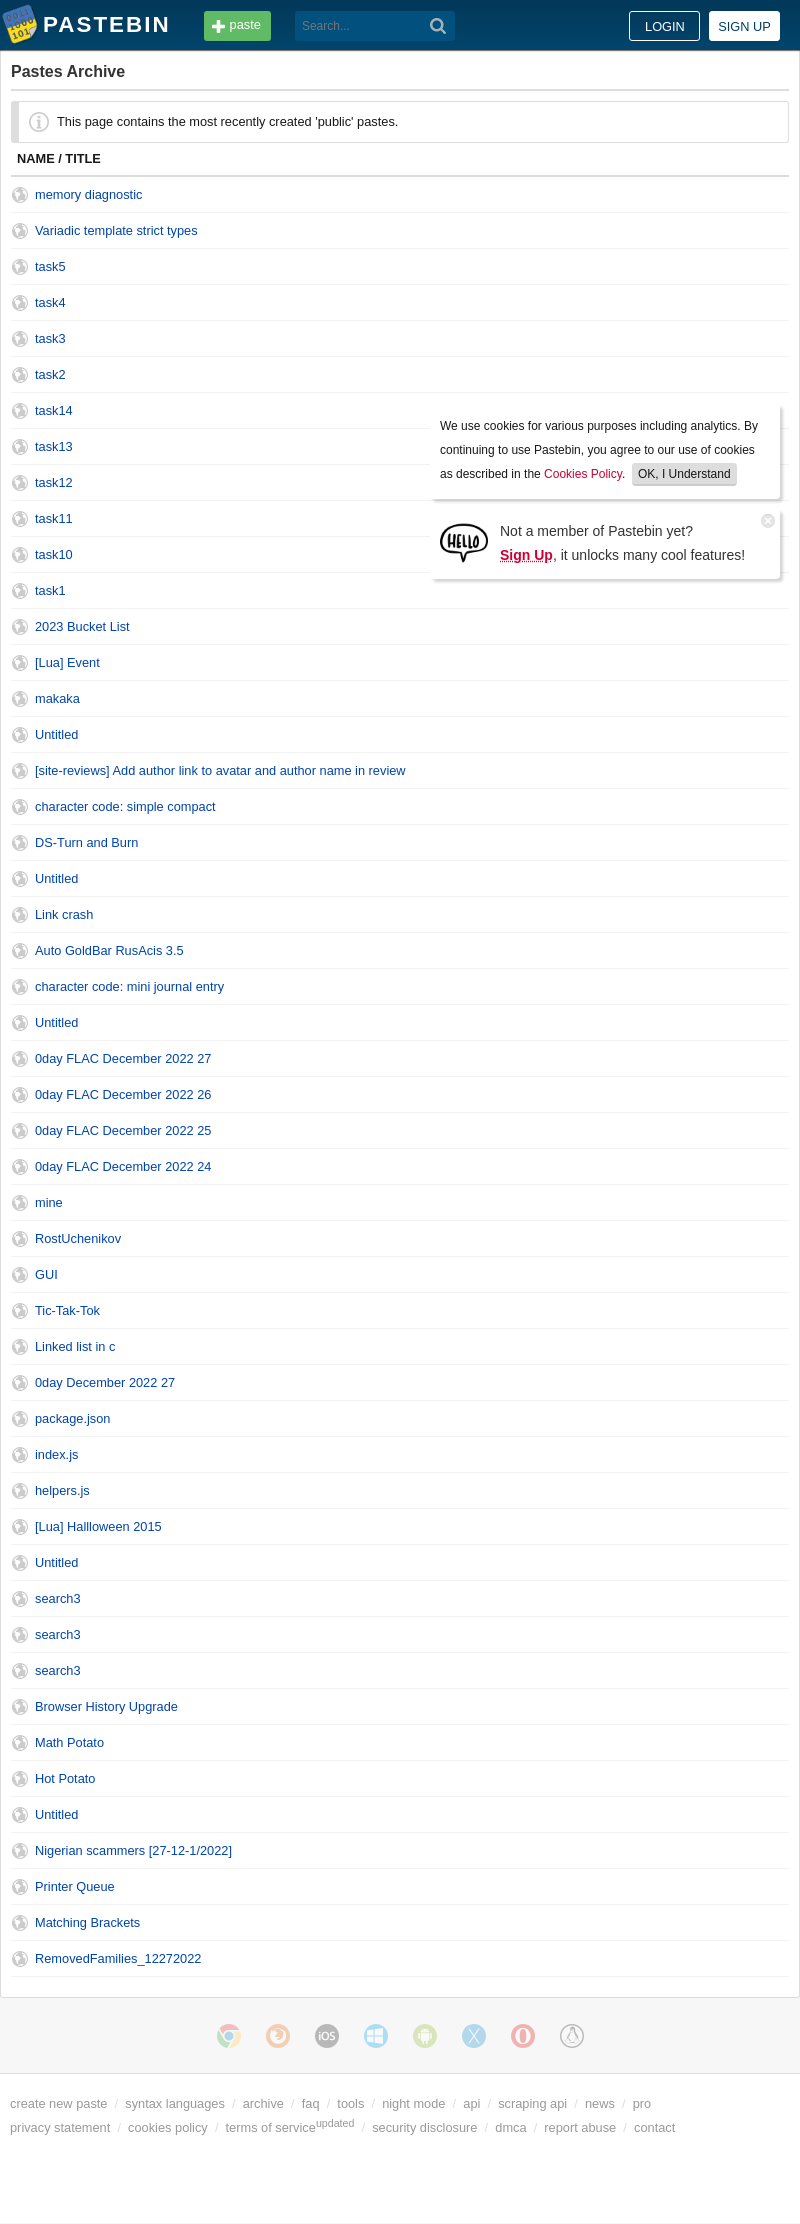 PASTEBIN
paste
Search...
LOGIN
SIGN UP
Pastes Archive
This page contains the most recently created 'public' pastes.
NAME / TITLE
memory diagnostic
Variadic template strict types
task5
task4
task3
task2
task14
task13
task12
task11
task10
task1
We use cookies for various purposes including analytics. By
continuing to use Pastebin, you agree to our use of cookies
as described in the Cookies Policy. OK, I Understand
HELLO
Not a member of Pastebin yet?
Sign Up, it unlocks many cool features!
2023 Bucket List
[Lua] Event
makaka
Untitled
[site-reviews] Add author link to avatar and author name in review
character code: simple compact
DS-Turn and Burn
Untitled
Link crash
Auto GoldBar RusAcis 3.5
character code: mini journal entry
Untitled
0day FLAC December 2022 27
0day FLAC December 2022 26
0day FLAC December 2022 25
0day FLAC December 2022 24
mine
RostUchenikov
GUI
Tic-Tak-Tok
Linked list in c
0day December 2022 27
package.json
index.js
helpers.js
[Lua] Hallloween 2015
Untitled
search3
search3
search3
Browser History Upgrade
Math Potato
Hot Potato
Untitled
Nigerian scammers [27-12-1/2022]
Printer Queue
Matching Brackets
RemovedFamilies_12272022
iOS
create new paste / syntax languages / archive / faq / tools / night mode / api / scraping api / news / pro
privacy statement / cookies policy / terms of service updated / security disclosure / dmca / report abuse / contact